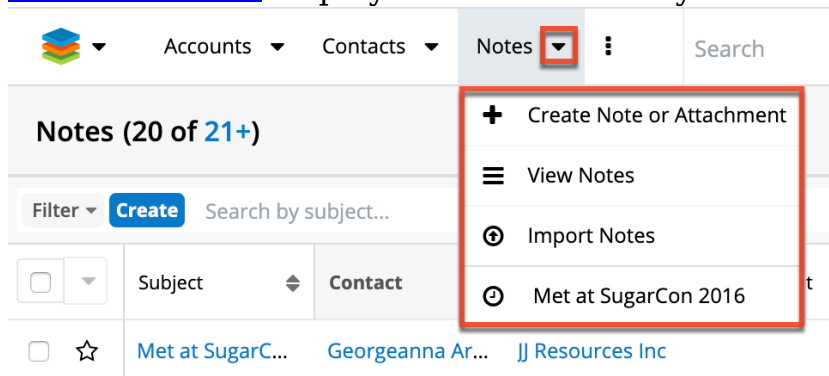 Accounts Contacts Notes Search
Notes (20 of 21+)
Create Note or Attachment
View Notes
Import Notes
Met at SugarCon 2016
Filter Create Search by subject...
Subject Contact t
Met at SugarC... Georgeanna Ar... JJ Resources Inc